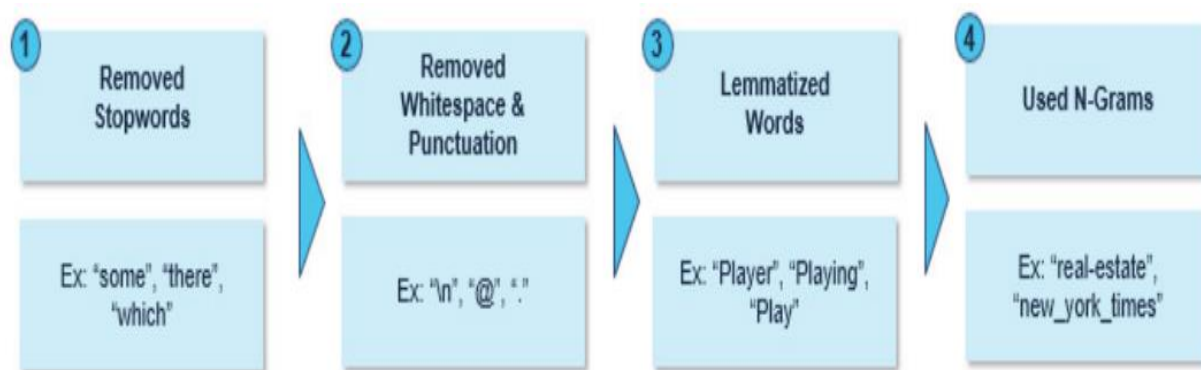 1
Removed
Stopwords
Ex: “some”, “there”,
“which”
2
Removed
Whitespace &
Punctuation
Ex: “\n”, “@”, “.”
3
Lemmatized
Words
Ex: “Player”, “Playing”,
“Play”
4
Used N-Grams
Ex: “real-estate”,
“new_york_times”